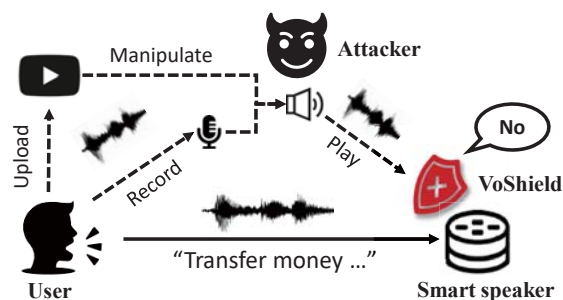 Manipulate
Attacker
No
Upload
Record
Play
VoShield
"Transfer money ..."
User
Smart speaker